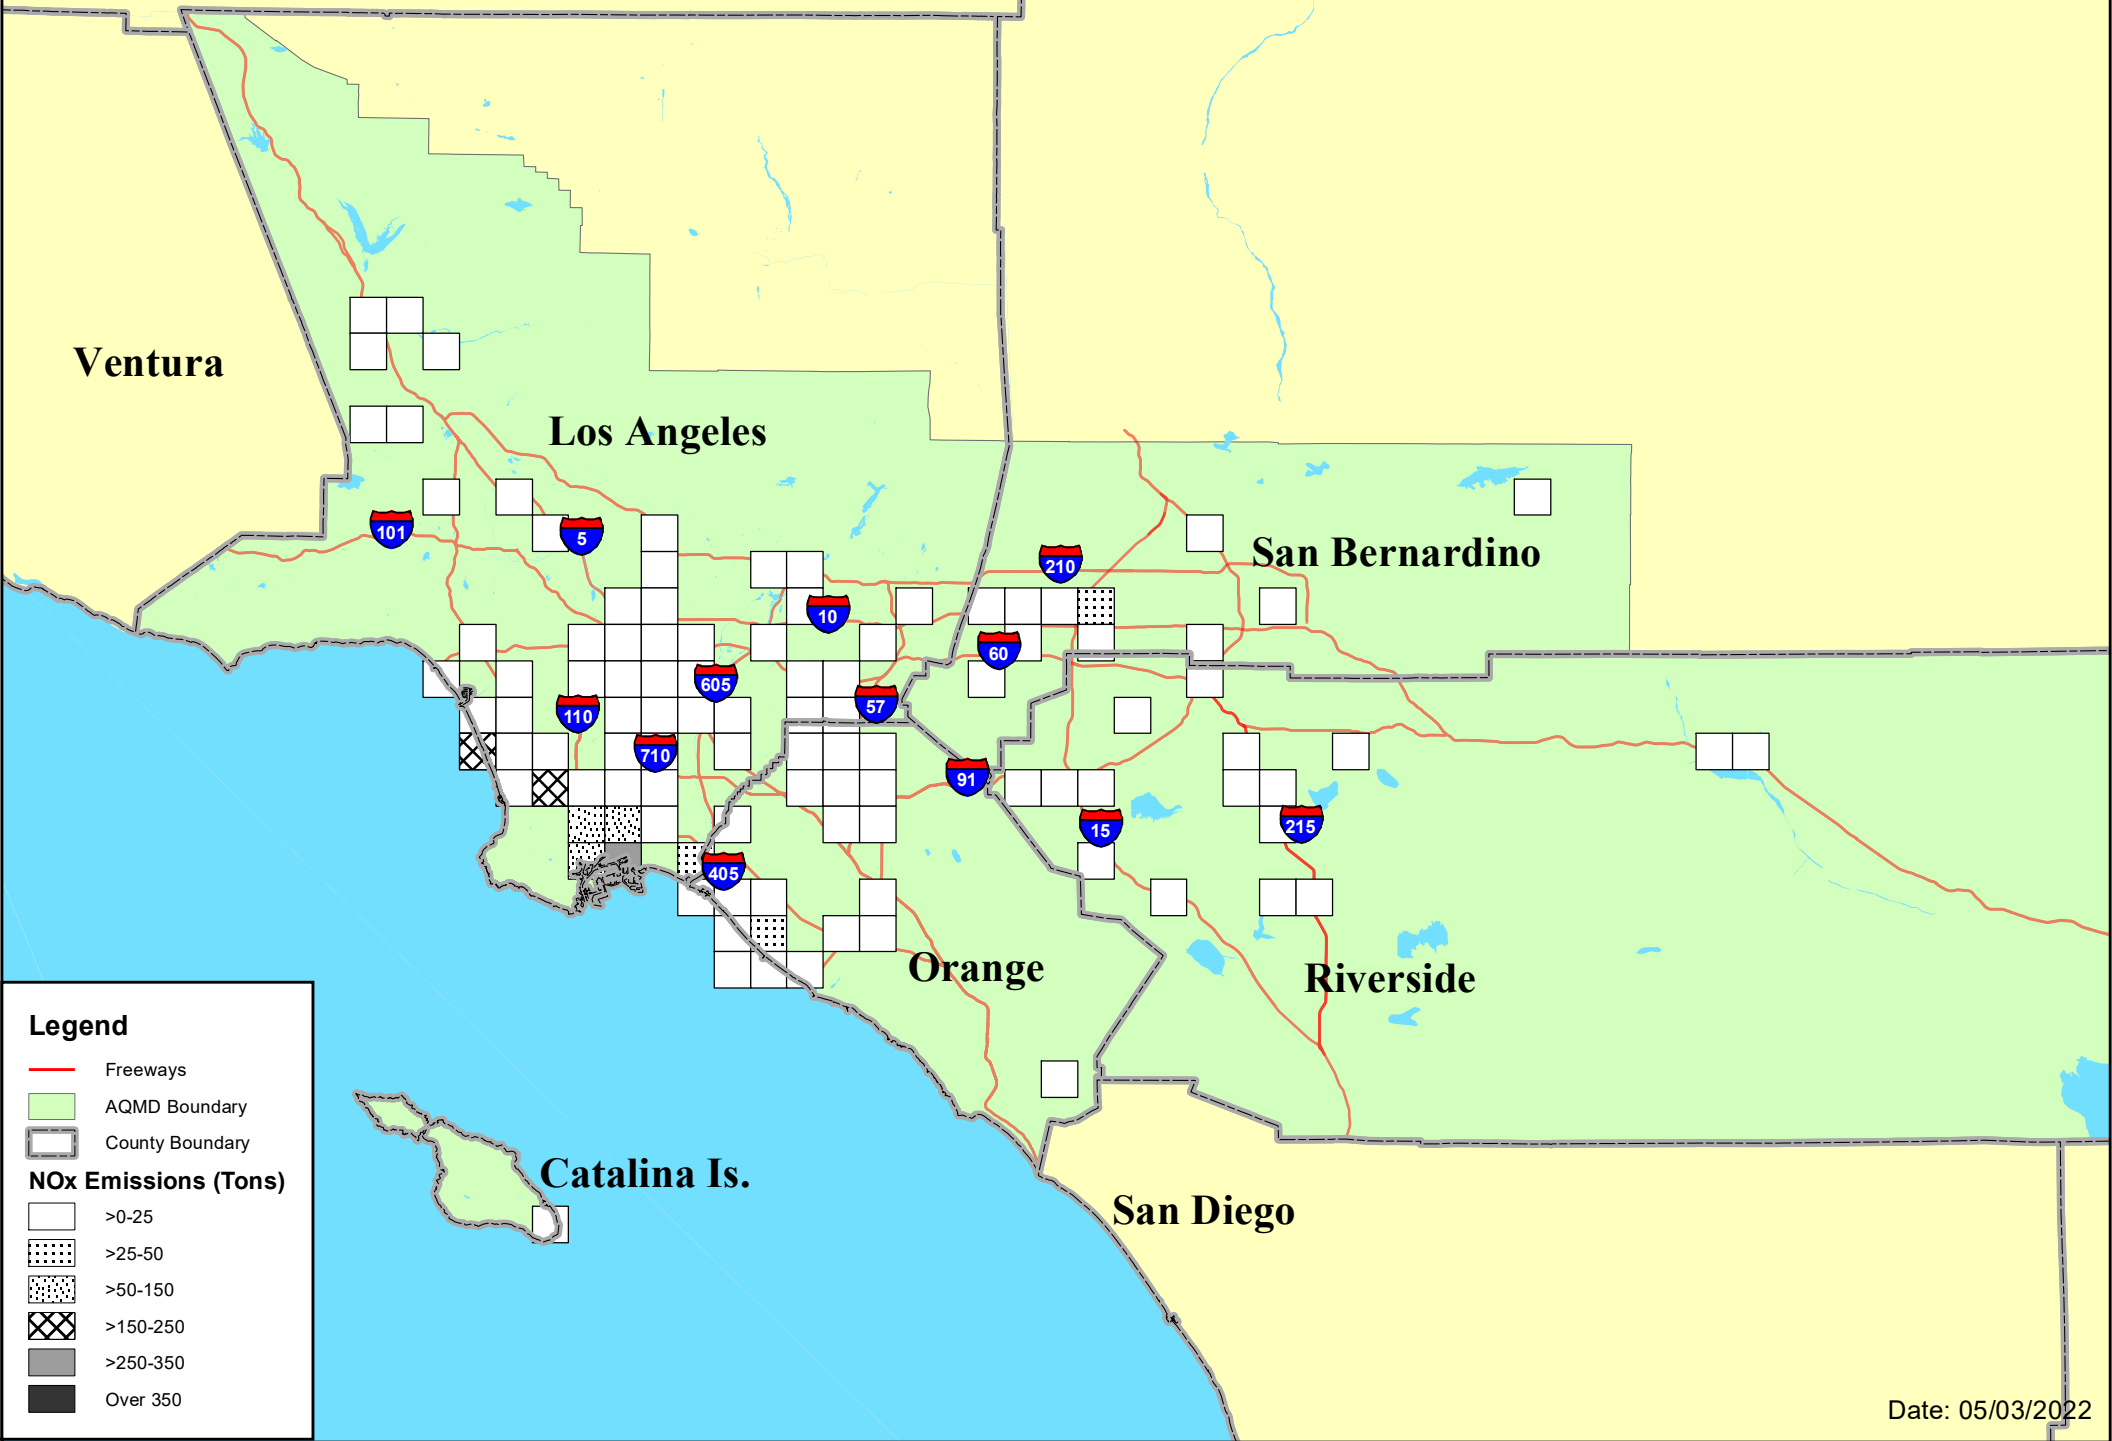 Ventura
Los Angeles
101
5
210
San Bernardino
10
60
605
57
110
710
91
15
215
405
Orange
Riverside
Catalina Is.
San Diego
Legend
Freeways
AQMD Boundary
County Boundary
NOx Emissions (Tons)
>0-25
>25-50
>50-150
>150-250
>250-350
Over 350
Date: 05/03/2022